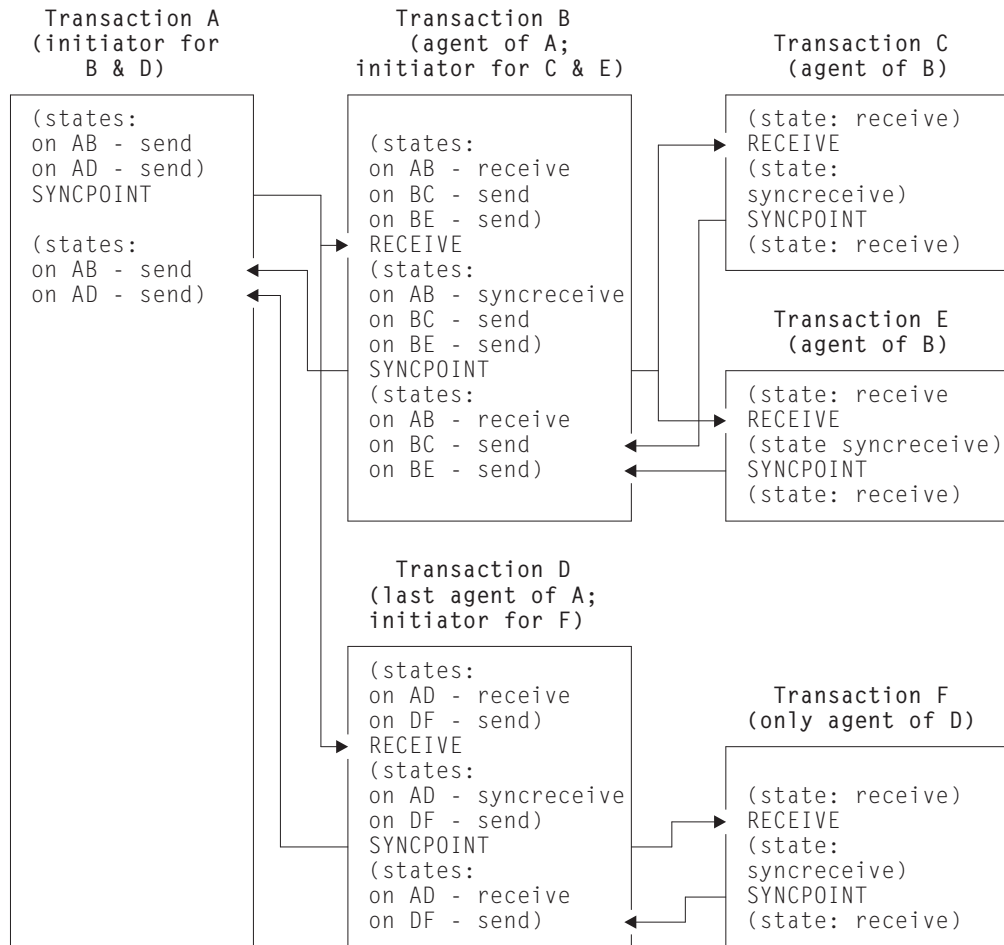 Transaction A
(initiator for
B & D)
(states:
on AB - send
on AD - send)
SYNCPOINT
(states:
on AB - send
on AD - send)
Transaction B
(agent of A;
initiator for C & E)
(states:
on AB - receive
on BC - send
on BE - send)
RECEIVE
(states:
on AB - syncreceive
on BC - send
on BE - send)
SYNCPOINT
(states:
on AB - receive
on BC - send
on BE - send)
Transaction C
(agent of B)
(state: receive)
RECEIVE
(state:
syncreceive)
SYNCPOINT
(state: receive)
Transaction E
(agent of B)
(state: receive
RECEIVE
(state syncreceive)
SYNCPOINT
(state: receive)
Transaction D
(last agent of A;
initiator for F)
(states:
on AD - receive
on DF - send)
RECEIVE
(states:
on AD - syncreceive
on DF - send)
SYNCPOINT
(states:
on AD - receive
on DF - send)
Transaction F
(only agent of D)
(state: receive)
RECEIVE
(state:
syncreceive)
SYNCPOINT
(state: receive)